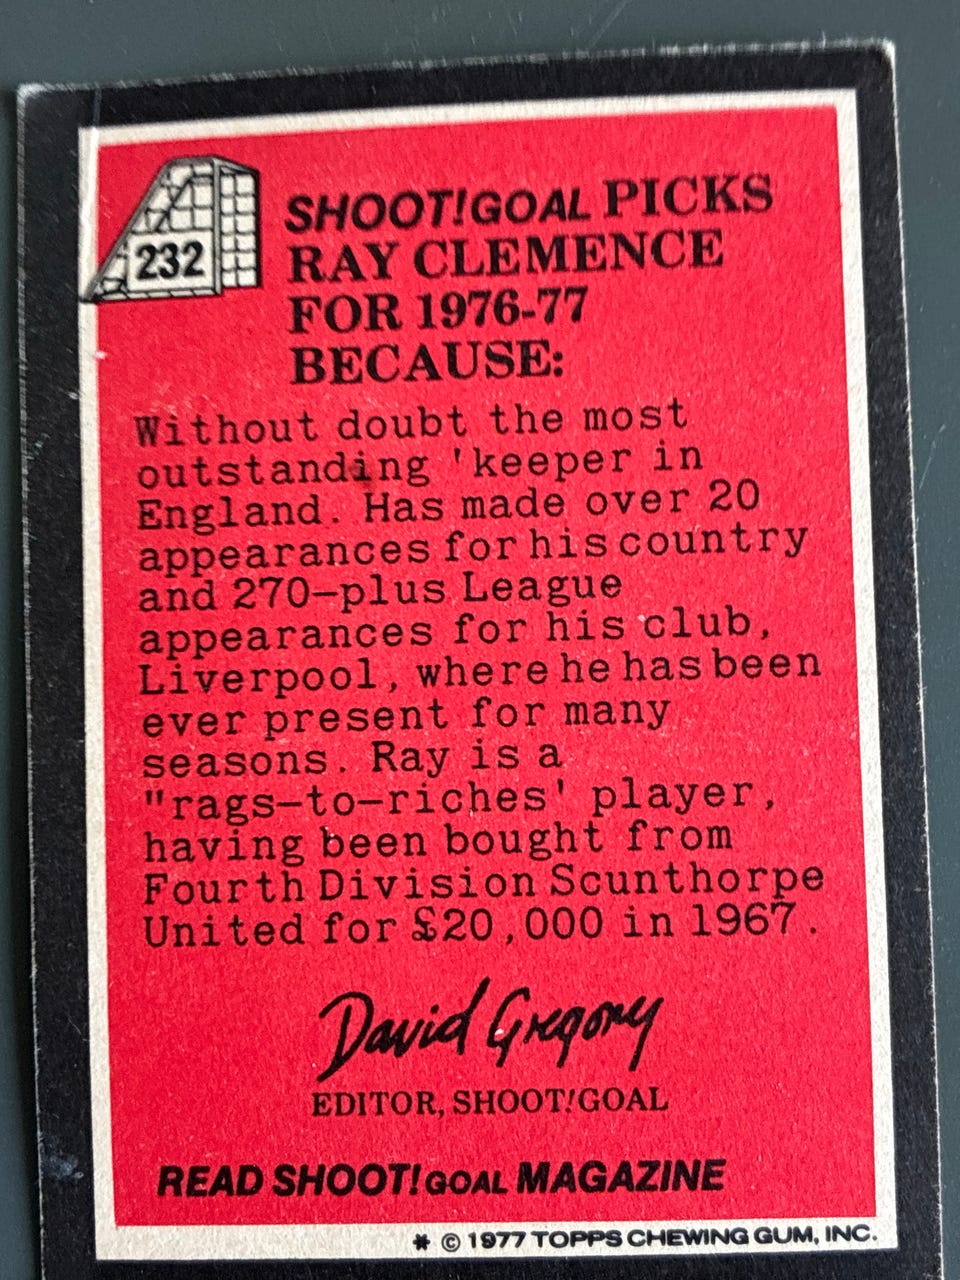 232
SHOOT!GOAL PICKS
RAY CLEMENCE
FOR 1976-77
BECAUSE:
Without doubt the most
outstanding 'keeper in
England. Has made over 20
appearances for his country
and 270-plus League
appearances for his club,
Liverpool, where he has been
ever present for many
seasons. Ray is a
"rags-to-riches' player,
having been bought from
Fourth Division Scunthorpe
United for £20,000 in 1967.
David Gregory
EDITOR, SHOOT!GOAL
READ SHOOT!GOAL MAGAZINE
* © 1977 TOPPS CHEWING GUM, INC.